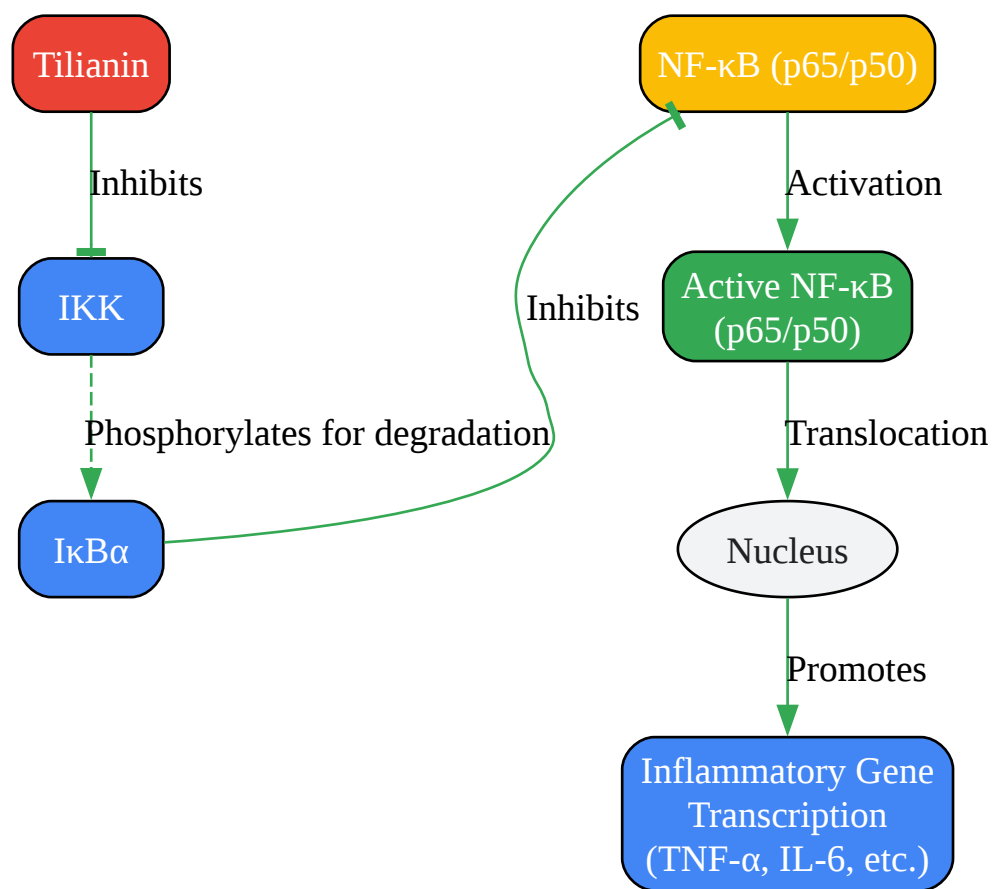 Tilianin
NF-κB (p65/p50)
Inhibits
Activation
IKK
Inhibits
Active NF-κB
(p65/p50)
Phosphorylates for degradation
Translocation
IκBα
Nucleus
Promotes
Inflammatory Gene
Transcription
(TNF-α, IL-6, etc.)